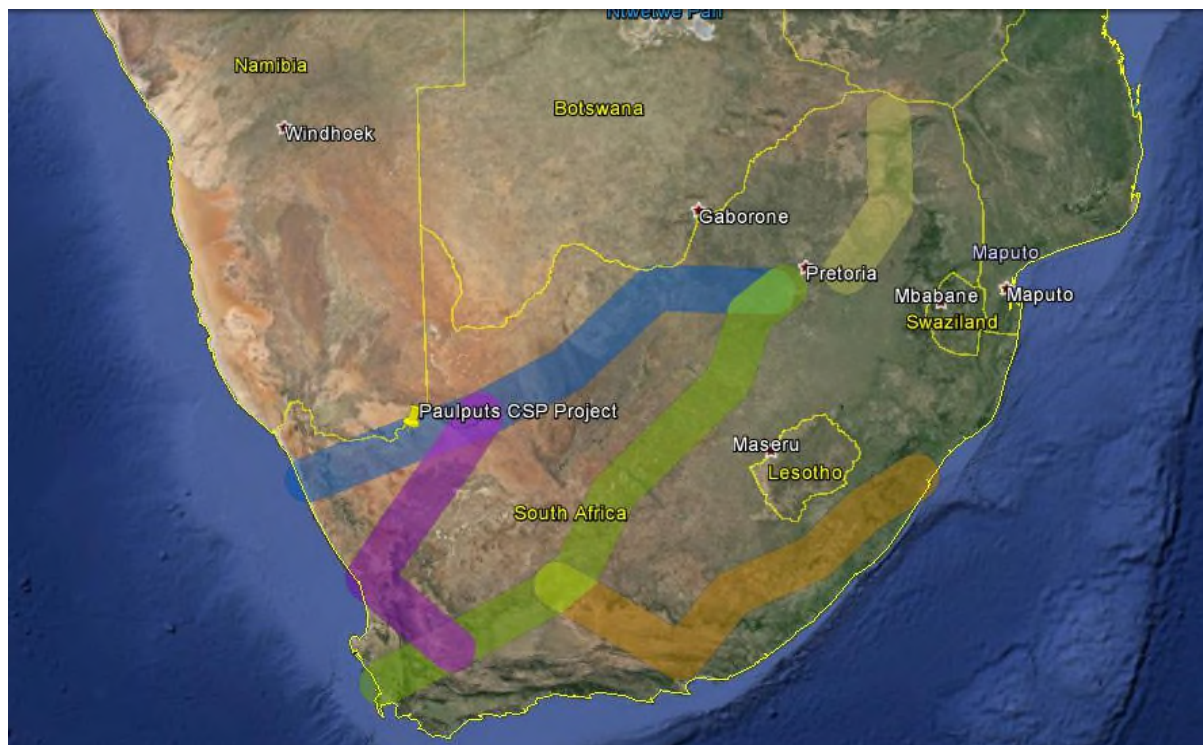 Ntwetwe Pan
Namibia
Botswana
Windhoek
Gaborone
Maputo
Pretoria
Mbabane
Maputo
Swaziland
Paulputs CSP Project
Maseru
Lesotho
South Africa